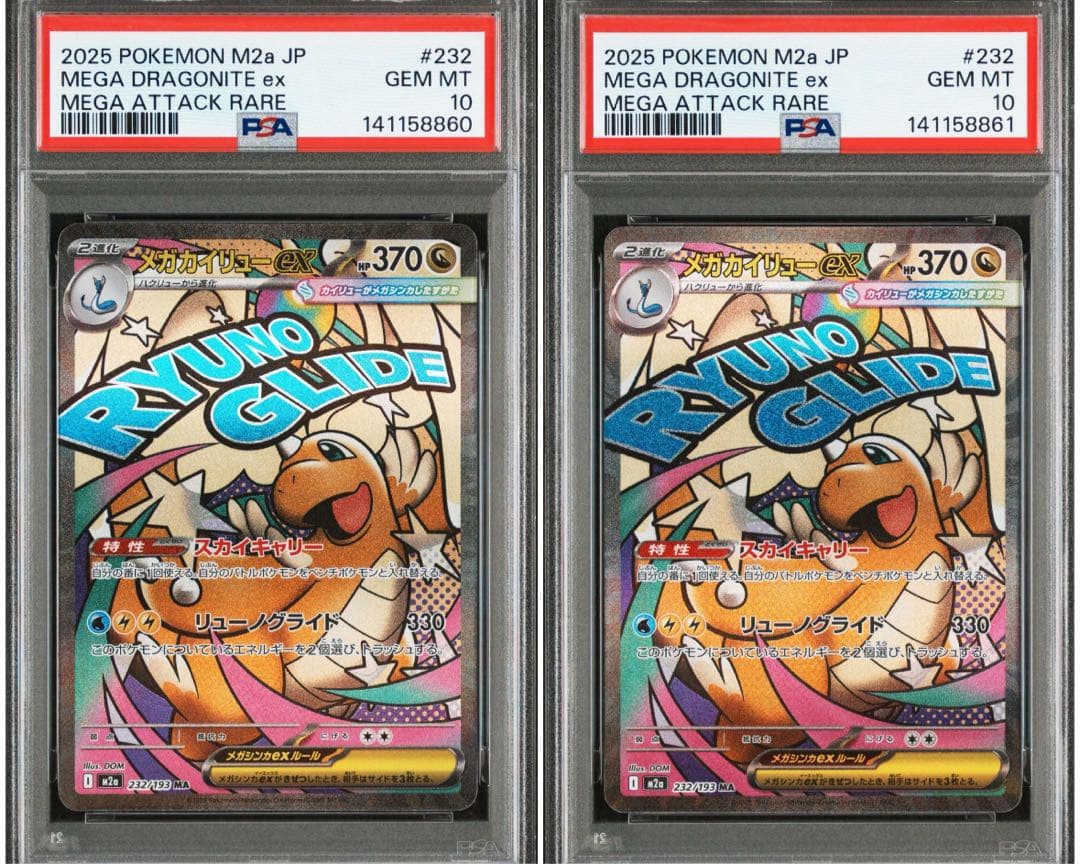 2025 POKEMON M2a JP #232
MEGA DRAGONITE ex GEM MT
MEGA ATTACK RARE 10
PSA 141158860
2進化
メガカイリューex HP370
ハクリューから進化
カイリューがメガシンカしたすがた
RYUNO
GLIDE
特性 スカイキャリー
自分の番に1回使える。自分のバトルポケモンをベンチポケモンと入れ替える。
リューノグライド 330
このポケモンについているエネルギーを2個選び、トラッシュする。
弱点 抵抗力 にげる
メガシンカexルール
メガシンカexがきぜつしたとき、相手はサイドを3枚とる。
Illus. DOM
I m2a 232/193 MA
PSA
2025 POKEMON M2a JP #232
MEGA DRAGONITE ex GEM MT
MEGA ATTACK RARE 10
PSA 141158861
2進化
メガカイリューex HP370
ハクリューから進化
カイリューがメガシンカしたすがた
RYUNO
GLIDE
特性 スカイキャリー
自分の番に1回使える。自分のバトルポケモンをベンチポケモンと入れ替える。
リューノグライド 330
このポケモンについているエネルギーを2個選び、トラッシュする。
弱点 抵抗力 にげる
メガシンカexルール
メガシンカexがきぜつしたとき、相手はサイドを3枚とる。
Illus. DOM
I m2a 232/193 MA
PSA